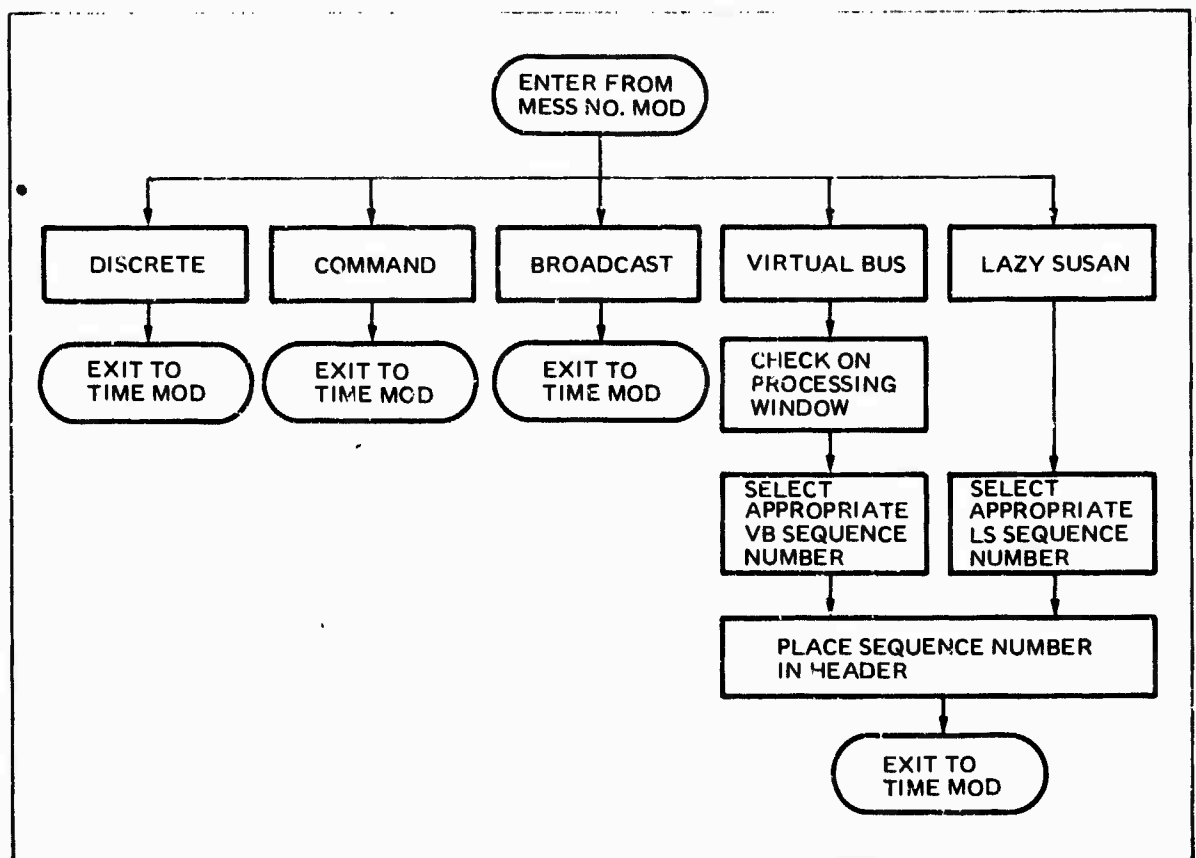 ENTER FROM
MESS NO. MOD
DISCRETE
COMMAND
BROADCAST
VIRTUAL BUS
LAZY SUSAN
EXIT TO
TIME MOD
EXIT TO
TIME MOD
EXIT TO
TIME MOD
CHECK ON
PROCESSING
WINDOW
SELECT
APPROPRIATE
VB SEQUENCE
NUMBER
SELECT
APPROPRIATE
LS SEQUENCE
NUMBER
PLACE SEQUENCE NUMBER
IN HEADER
EXIT TO
TIME MOD